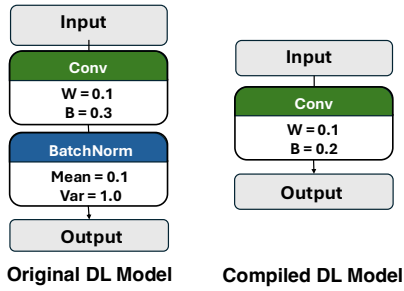 Input
Conv
W = 0.1
B = 0.3
BatchNorm
Mean = 0.1
Var = 1.0
Output
Original DL Model
Input
Conv
W = 0.1
B = 0.2
Output
Compiled DL Model